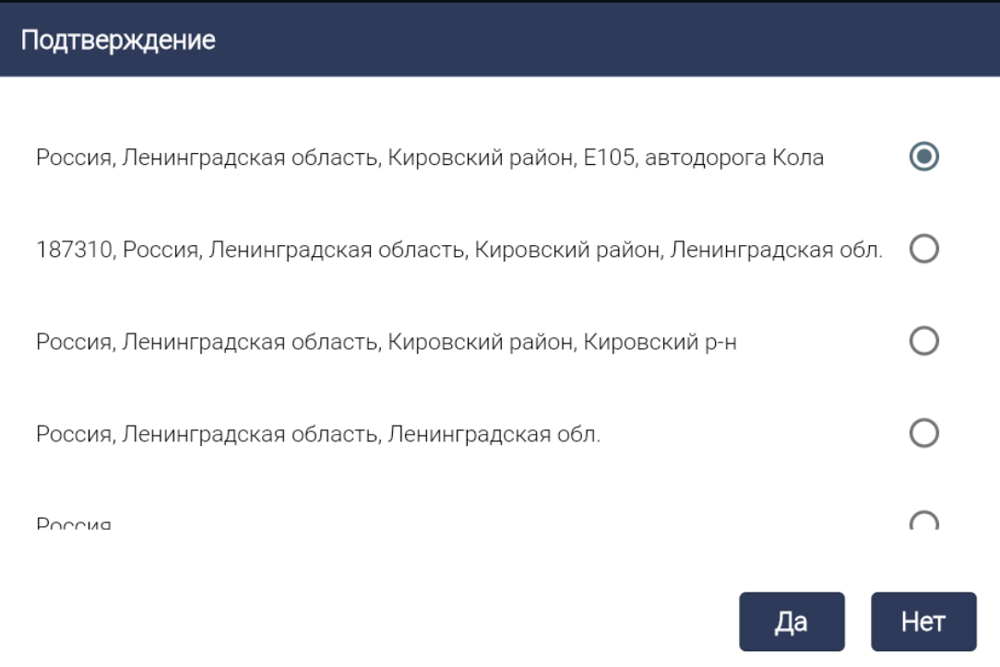 Подтверждение
Россия, Ленинградская область, Кировский район, E105, автодорога Кола
187310, Россия, Ленинградская область, Кировский район, Ленинградская обл.
Россия, Ленинградская область, Кировский район, Кировский р-н
Россия, Ленинградская область, Ленинградская обл.
Россия
Да
Нет